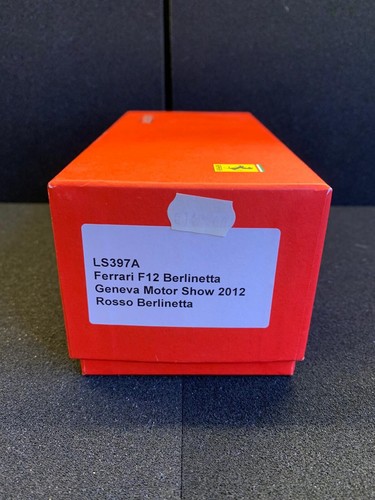 LS397A
Ferrari F12 Berlinetta
Geneva Motor Show 2012
Rosso Berlinetta